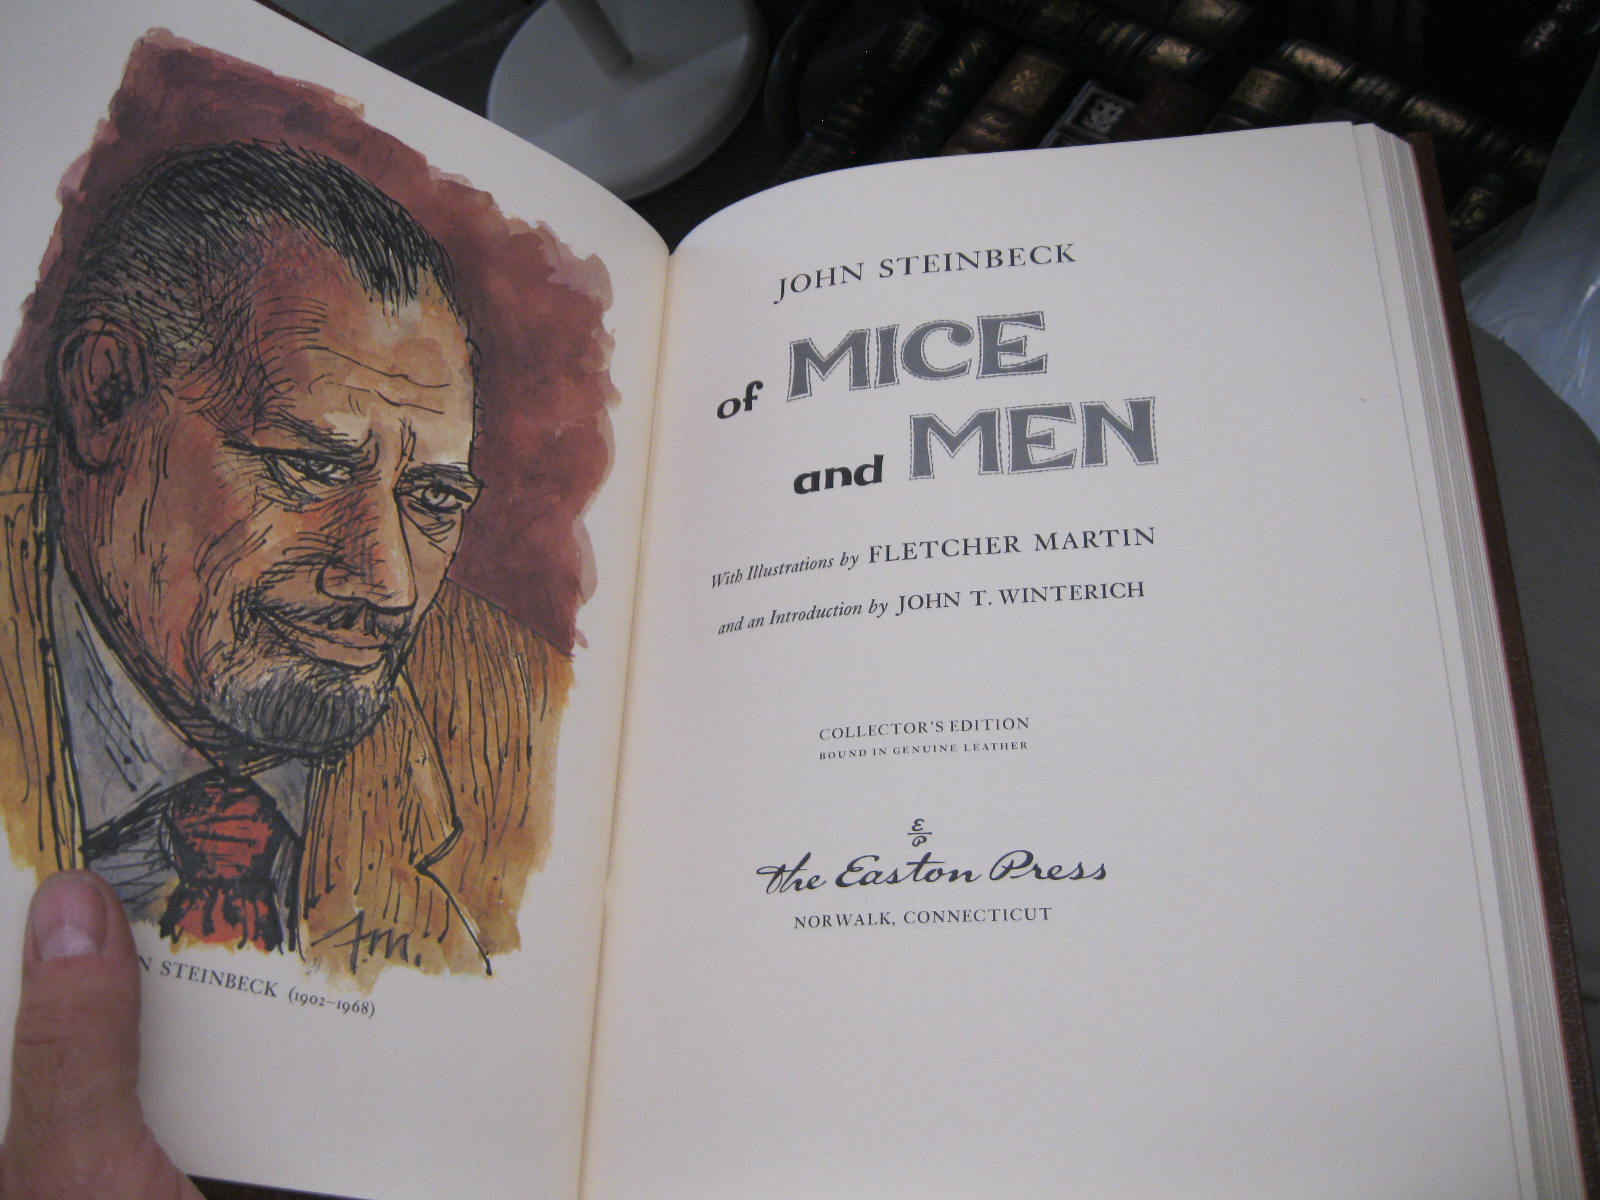 F.M.
N STEINBECK (1902–1968)
JOHN STEINBECK
of MICE
and MEN
With Illustrations by FLETCHER MARTIN
and an Introduction by JOHN T. WINTERICH
COLLECTOR'S EDITION
BOUND IN GENUINE LEATHER
E
P
The Easton Press
NORWALK, CONNECTICUT